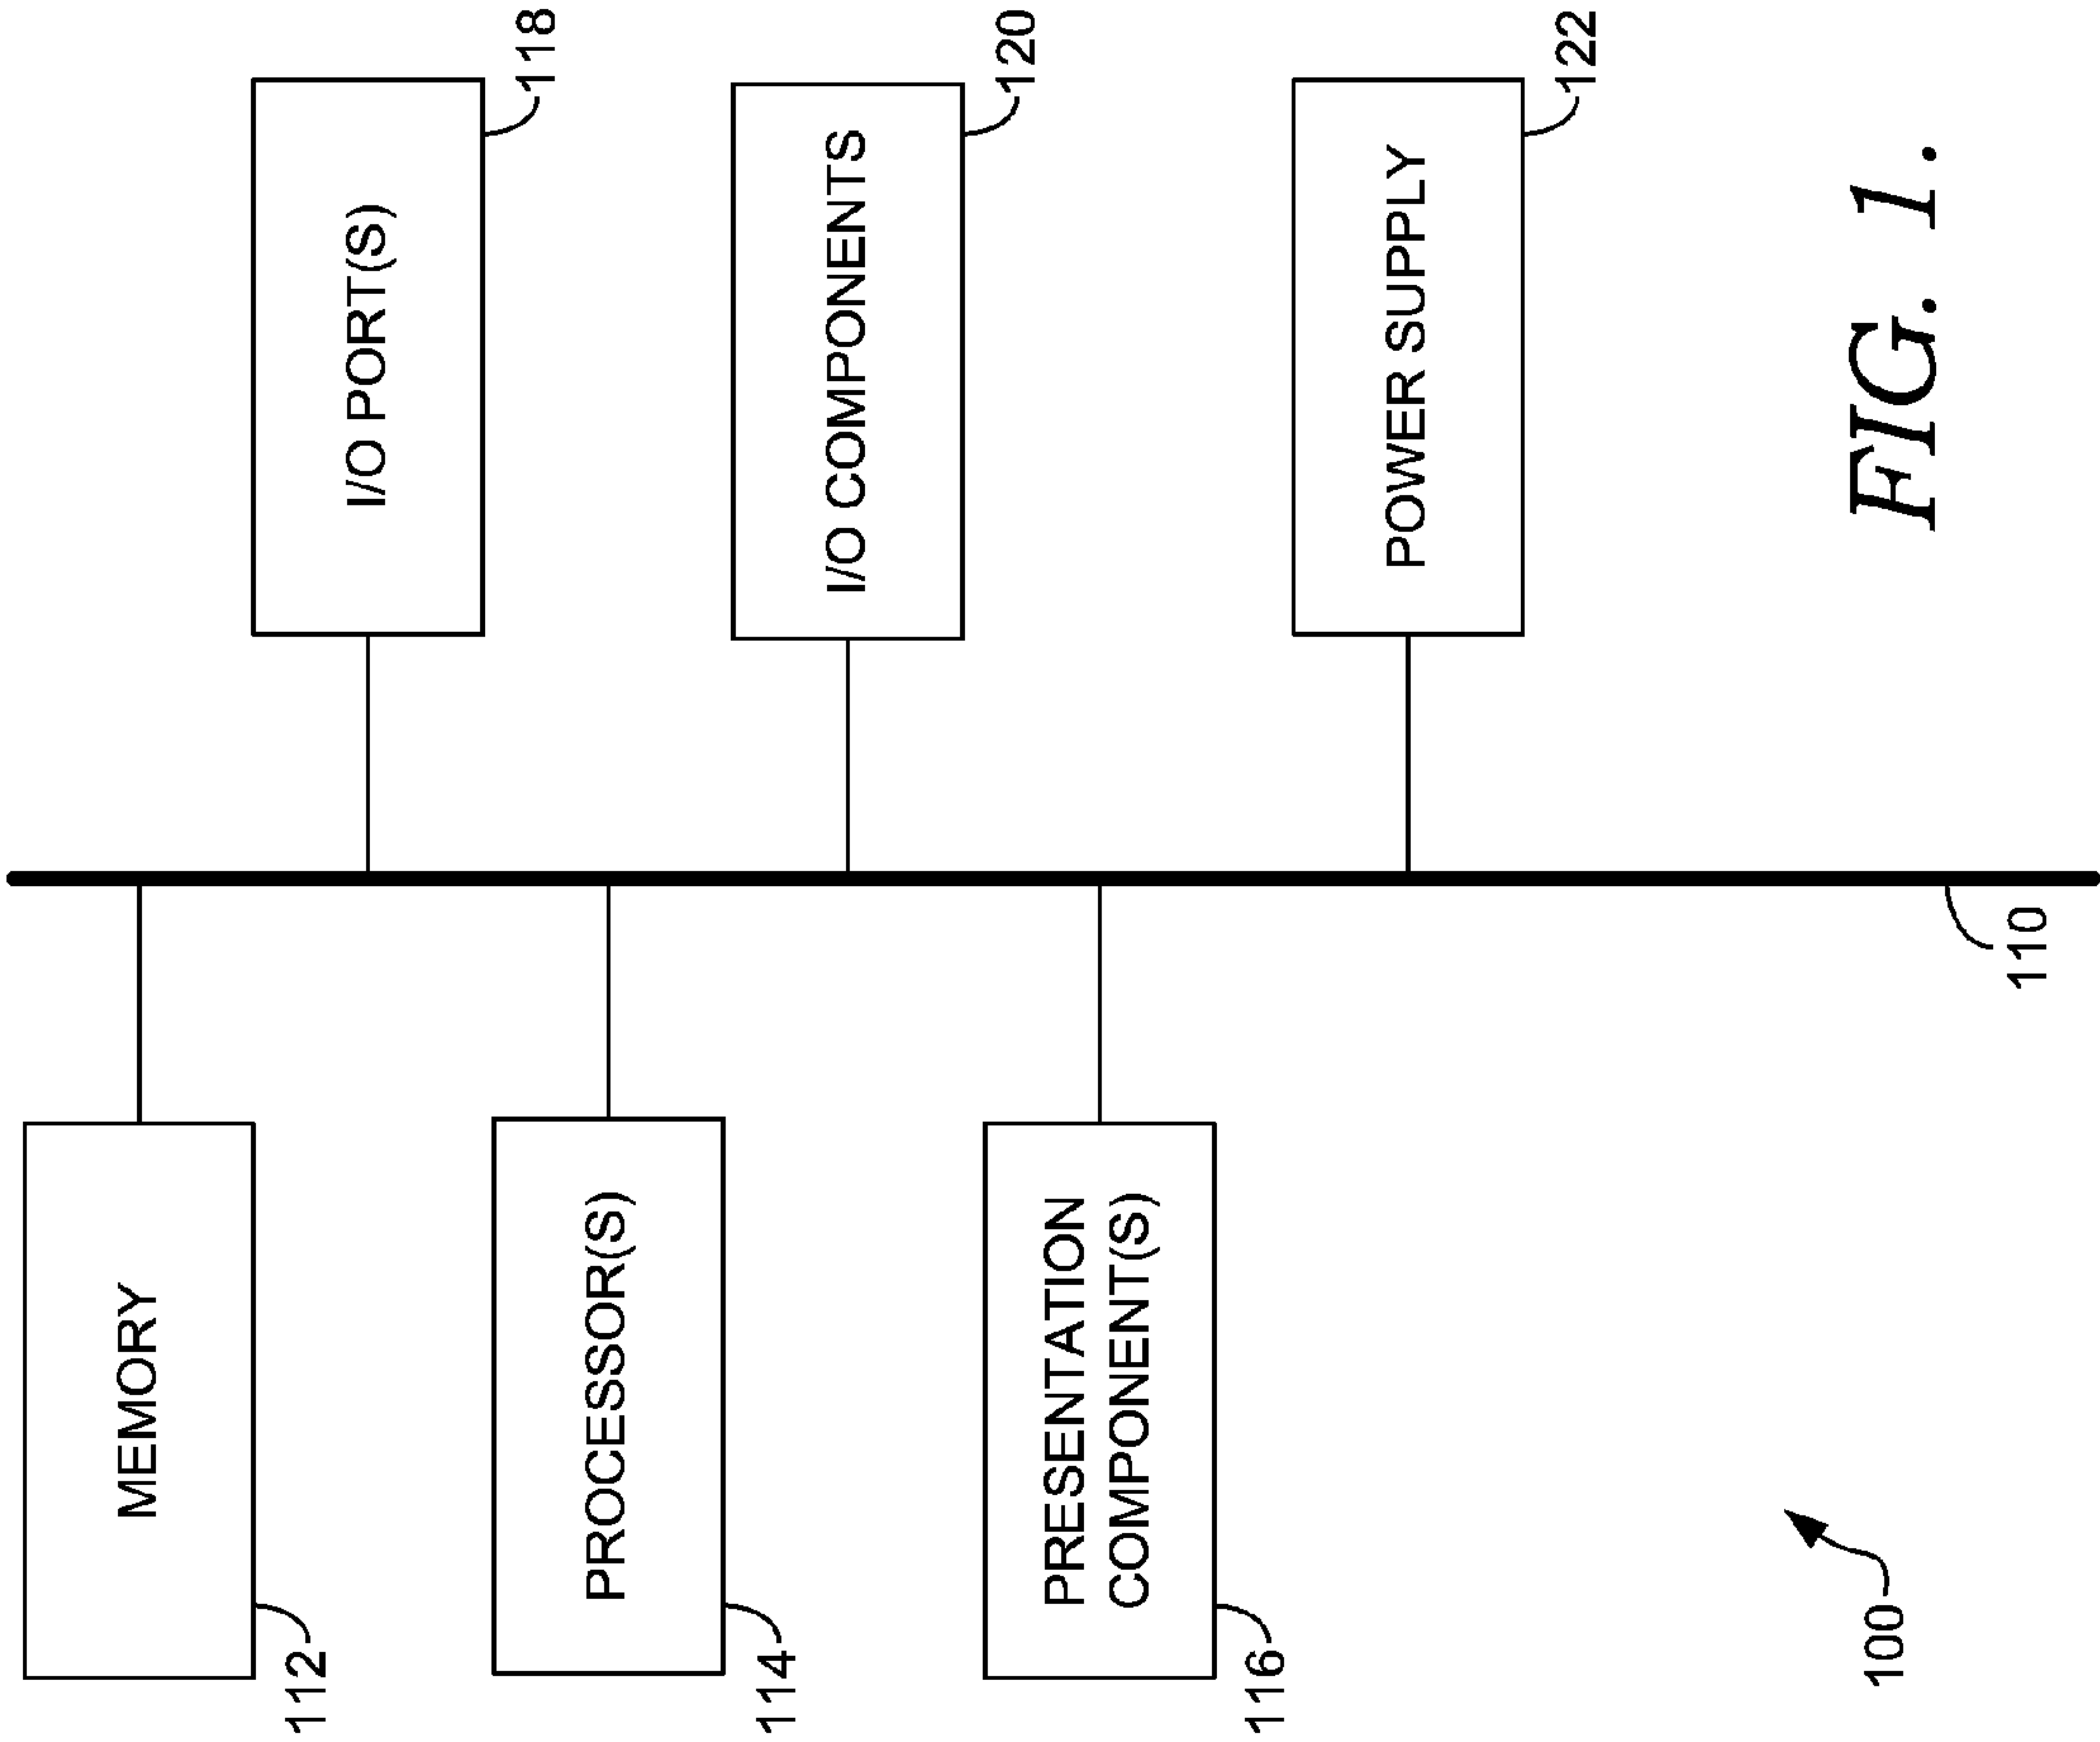 MEMORY
112
PROCESSOR(S)
114
PRESENTATION
COMPONENT(S)
116
I/O PORT(S)
118
I/O COMPONENTS
120
POWER SUPPLY
122
110
100
FIG. 1.